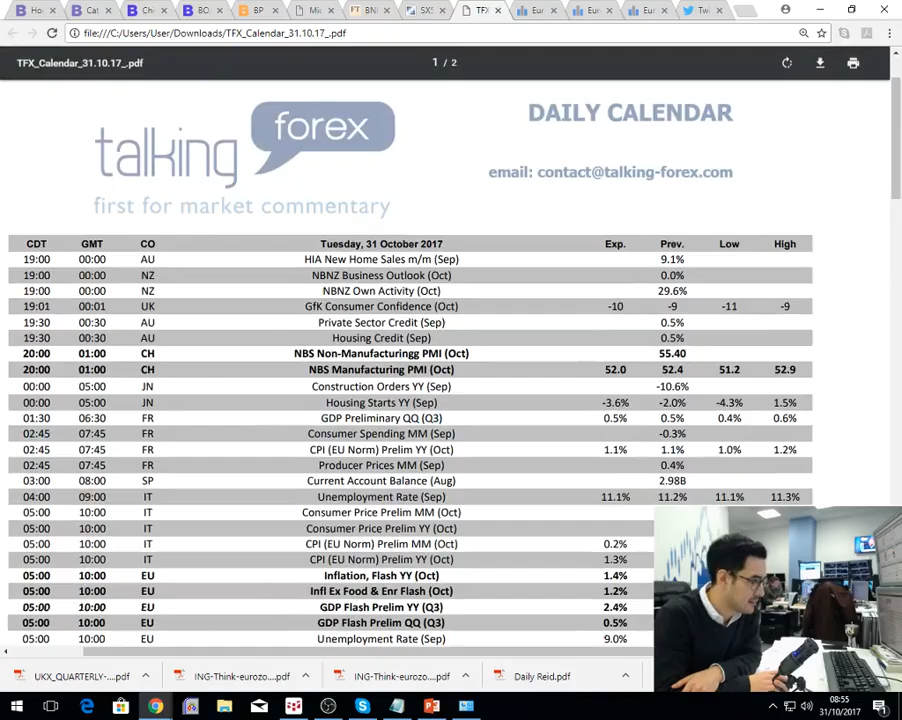 Ho
Cat
Ch
BO
BP
Mic
BNI
SX5
TFX
Eur
Eur
Eur
Twi
file:///C:/Users/User/Downloads/TFX_Calendar_31.10.17_.pdf
TFX_Calendar_31.10.17_.pdf 1 / 2
talking forex
first for market commentary
DAILY CALENDAR
email: contact@talking-forex.com
CDT GMT CO Tuesday, 31 October 2017 Exp. Prev. Low High
19:00 00:00 AU HIA New Home Sales m/m (Sep) 9.1%
19:00 00:00 NZ NBNZ Business Outlook (Oct) 0.0%
19:00 00:00 NZ NBNZ Own Activity (Oct) 29.6%
19:01 00:01 UK GfK Consumer Confidence (Oct) -10 -9 -11 -9
19:30 00:30 AU Private Sector Credit (Sep) 0.5%
19:30 00:30 AU Housing Credit (Sep) 0.5%
20:00 01:00 CH NBS Non-Manufacturingg PMI (Oct) 55.40
20:00 01:00 CH NBS Manufacturing PMI (Oct) 52.0 52.4 51.2 52.9
00:00 05:00 JN Construction Orders YY (Sep) -10.6%
00:00 05:00 JN Housing Starts YY (Sep) -3.6% -2.0% -4.3% 1.5%
01:30 06:30 FR GDP Preliminary QQ (Q3) 0.5% 0.5% 0.4% 0.6%
02:45 07:45 FR Consumer Spending MM (Sep) -0.3%
02:45 07:45 FR CPI (EU Norm) Prelim YY (Oct) 1.1% 1.1% 1.0% 1.2%
02:45 07:45 FR Producer Prices MM (Sep) 0.4%
03:00 08:00 SP Current Account Balance (Aug) 2.98B
04:00 09:00 IT Unemployment Rate (Sep) 11.1% 11.2% 11.1% 11.3%
05:00 10:00 IT Consumer Price Prelim MM (Oct)
05:00 10:00 IT Consumer Price Prelim YY (Oct)
05:00 10:00 IT CPI (EU Norm) Prelim MM (Oct) 0.2%
05:00 10:00 IT CPI (EU Norm) Prelim YY (Oct) 1.3%
05:00 10:00 EU Inflation, Flash YY (Oct) 1.4%
05:00 10:00 EU Infl Ex Food & Enr Flash (Oct) 1.2%
05:00 10:00 EU GDP Flash Prelim YY (Q3) 2.4%
05:00 10:00 EU GDP Flash Prelim QQ (Q3) 0.5%
05:00 10:00 EU Unemployment Rate (Sep) 9.0%
UKX_QUARTERLY-....pdf
ING-Think-eurozo....pdf
ING-Think-eurozo....pdf
Daily Reid.pdf
08:55
31/10/2017